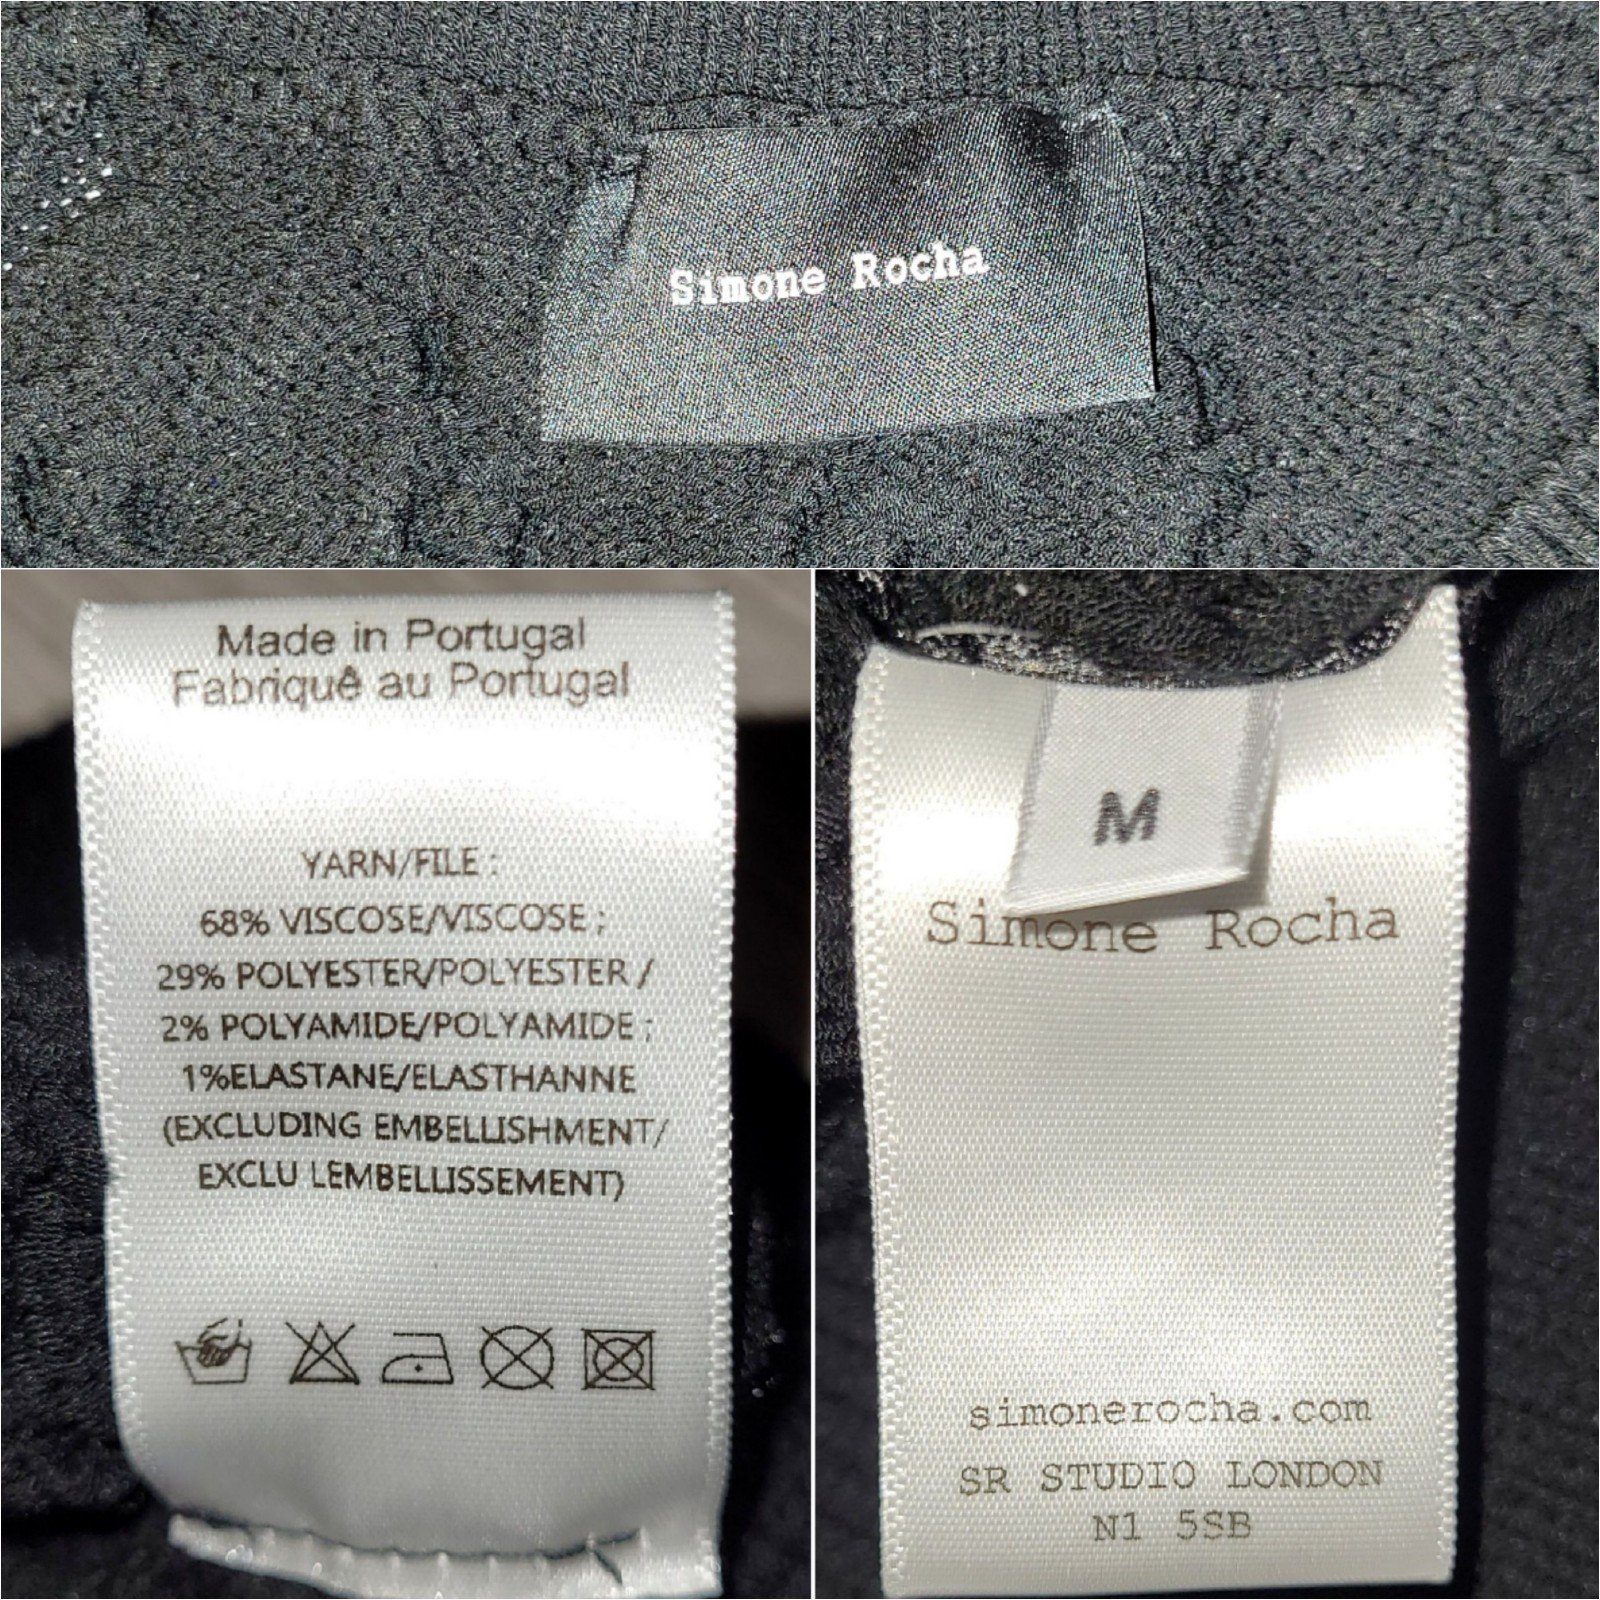 Simone Rocha
Made in Portugal
Fabriquê au Portugal
YARN/FILE :
68% VISCOSE/VISCOSE ;
29% POLYESTER/POLYESTER /
2% POLYAMIDE/POLYAMIDE ;
1%ELASTANE/ELASTHANNE
(EXCLUDING EMBELLISHMENT/
EXCLU LEMBELLISSEMENT)
M
Simone Rocha
simonerocha.com
SR STUDIO LONDON
N1 5SB